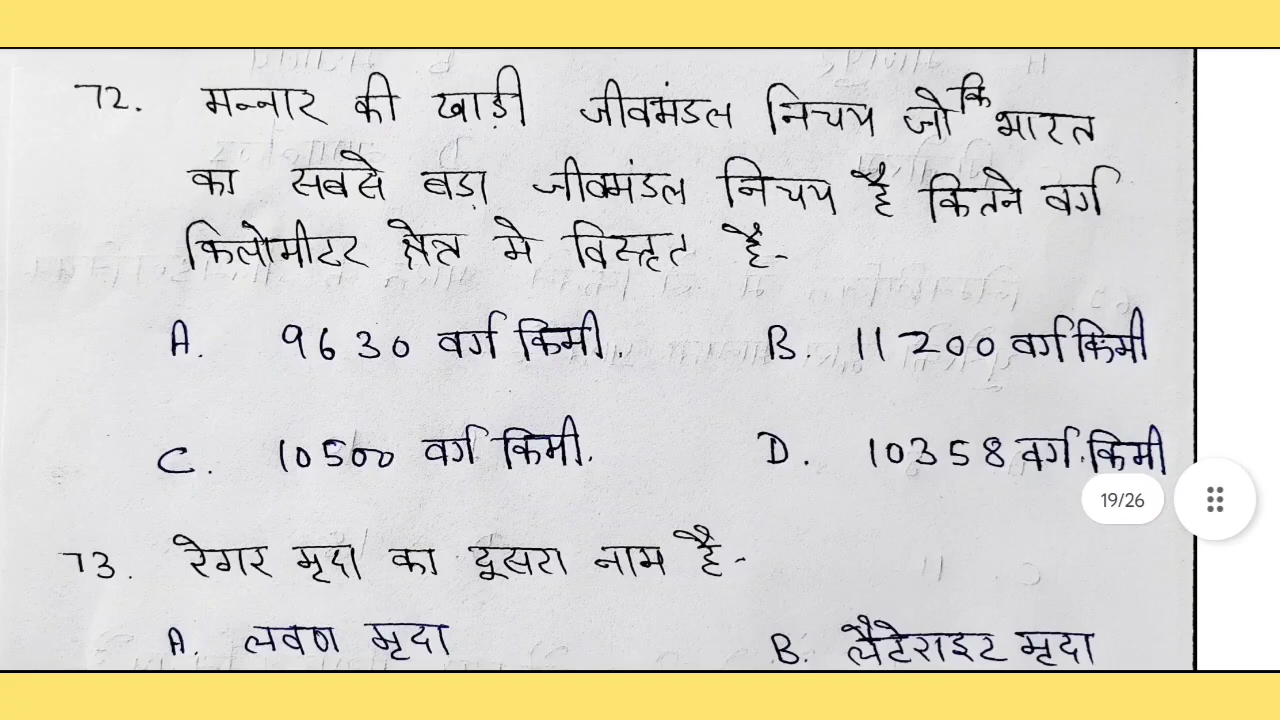 72. मन्नार की खाड़ी जीवमंडल निचय जो कि भारत
का सबसे बड़ा जीवमंडल निचय है कितने वर्ग
किलोमीटर क्षेत्र मे विस्तृत है-
A. 9630 वर्ग किमी. B. 11200 वर्ग किमी
C. 10500 वर्ग किमी. D. 10358 वर्ग. किमी
19/26
73. रेगर मृदा का दूसरा नाम है-
A. लवण मृदा B. लैटेराइट मृदा